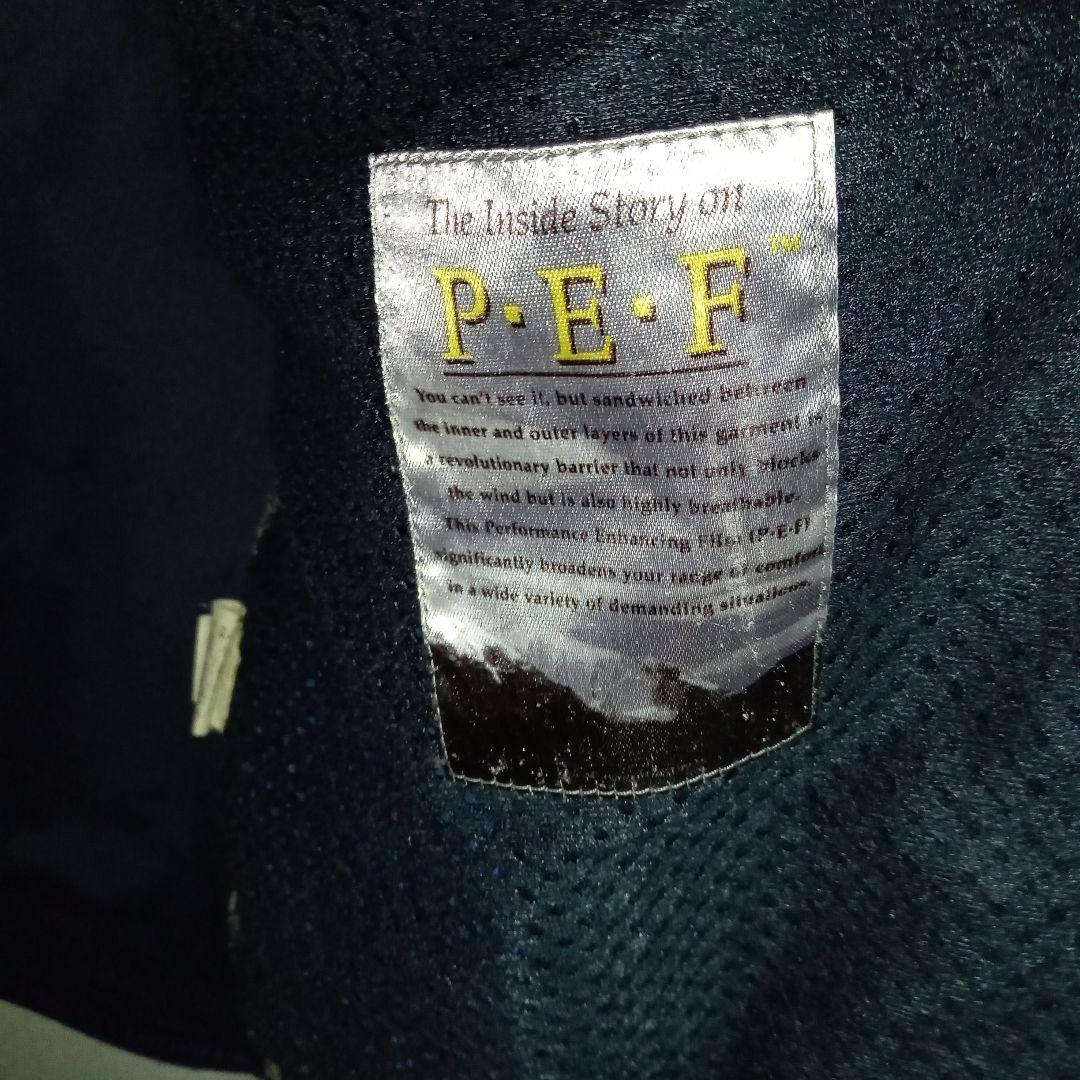 The Inside Story on
P·E·F™
You can't see it, but sandwiched between
the inner and outer layers of this garment is
a revolutionary barrier that not only blocks
the wind but is also highly breathable.
This Performance Enhancing Filter (P·E·F)
significantly broadens your range of comfort
in a wide variety of demanding situations.